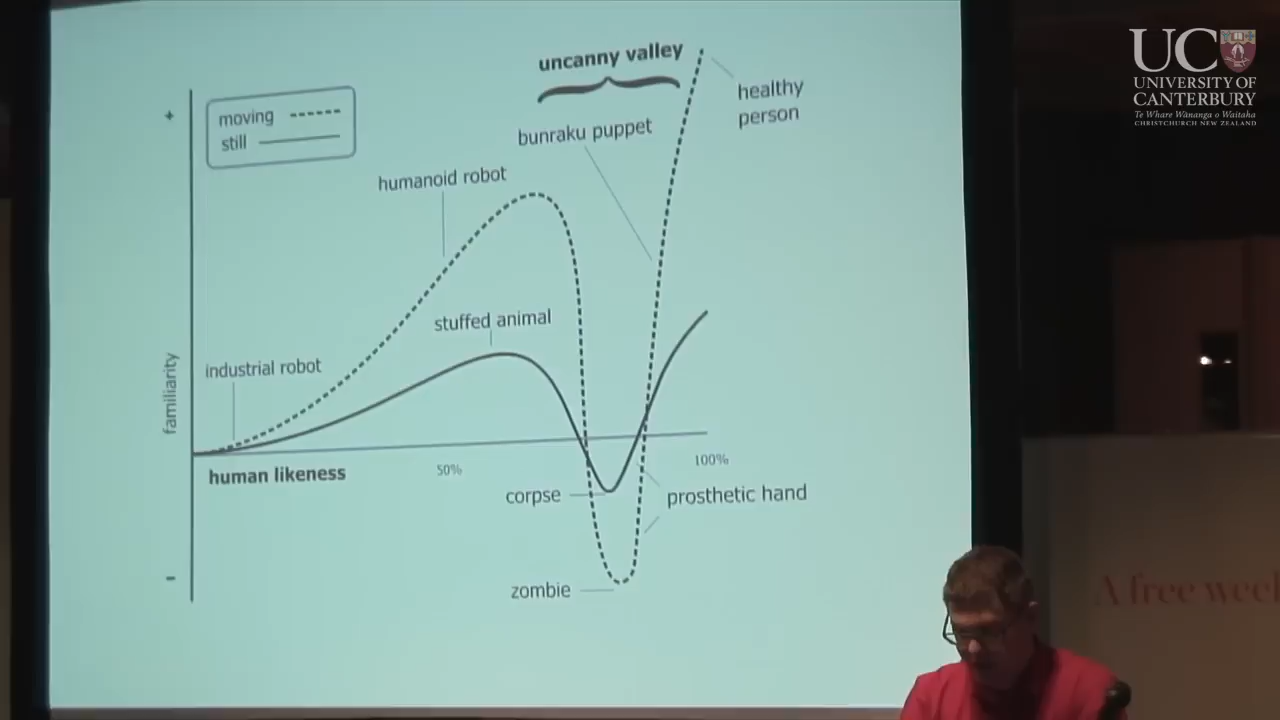 uncanny valley
+
moving
still
healthy
person
bunraku puppet
humanoid robot
stuffed animal
industrial robot
familiarity
human likeness
50%
100%
corpse
prosthetic hand
-
zombie
UC
UNIVERSITY OF
CANTERBURY
Te Whare Wānanga o Waitaha
CHRISTCHURCH NEW ZEALAND
A free